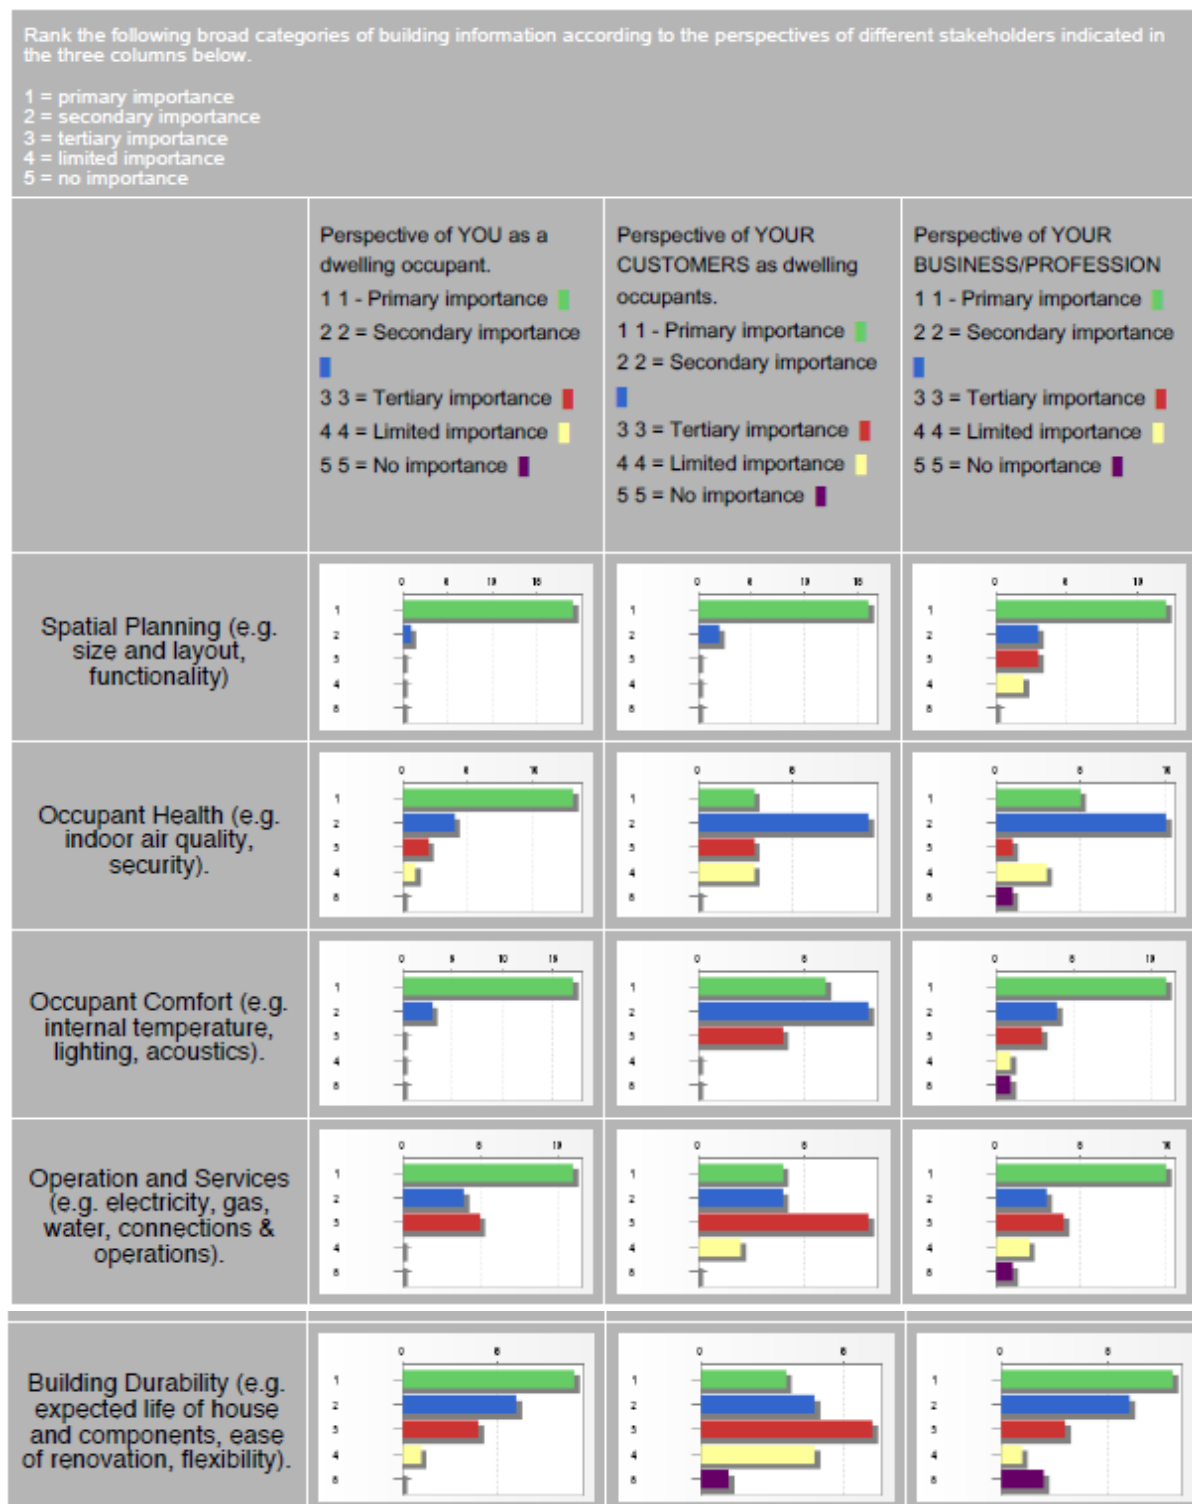 Rank the following broad categories of building information according to the perspectives of different stakeholders indicated in
the three columns below.
1 = primary importance
2 = secondary importance
3 = tertiary importance
4 = limited importance
5 = no importance
Perspective of YOU as a
dwelling occupant.
1 1 - Primary importance
2 2 = Secondary importance
3 3 = Tertiary importance
4 4 = Limited importance
5 5 = No importance
Perspective of YOUR
CUSTOMERS as dwelling
occupants.
1 1 - Primary importance
2 2 = Secondary importance
3 3 = Tertiary importance
4 4 = Limited importance
5 5 = No importance
Perspective of YOUR
BUSINESS/PROFESSION
1 1 - Primary importance
2 2 = Secondary importance
3 3 = Tertiary importance
4 4 = Limited importance
5 5 = No importance
Spatial Planning (e.g.
size and layout,
functionality)
Occupant Health (e.g.
indoor air quality,
security).
Occupant Comfort (e.g.
internal temperature,
lighting, acoustics).
Operation and Services
(e.g. electricity, gas,
water, connections &
operations).
Building Durability (e.g.
expected life of house
and components, ease
of renovation, flexibility).